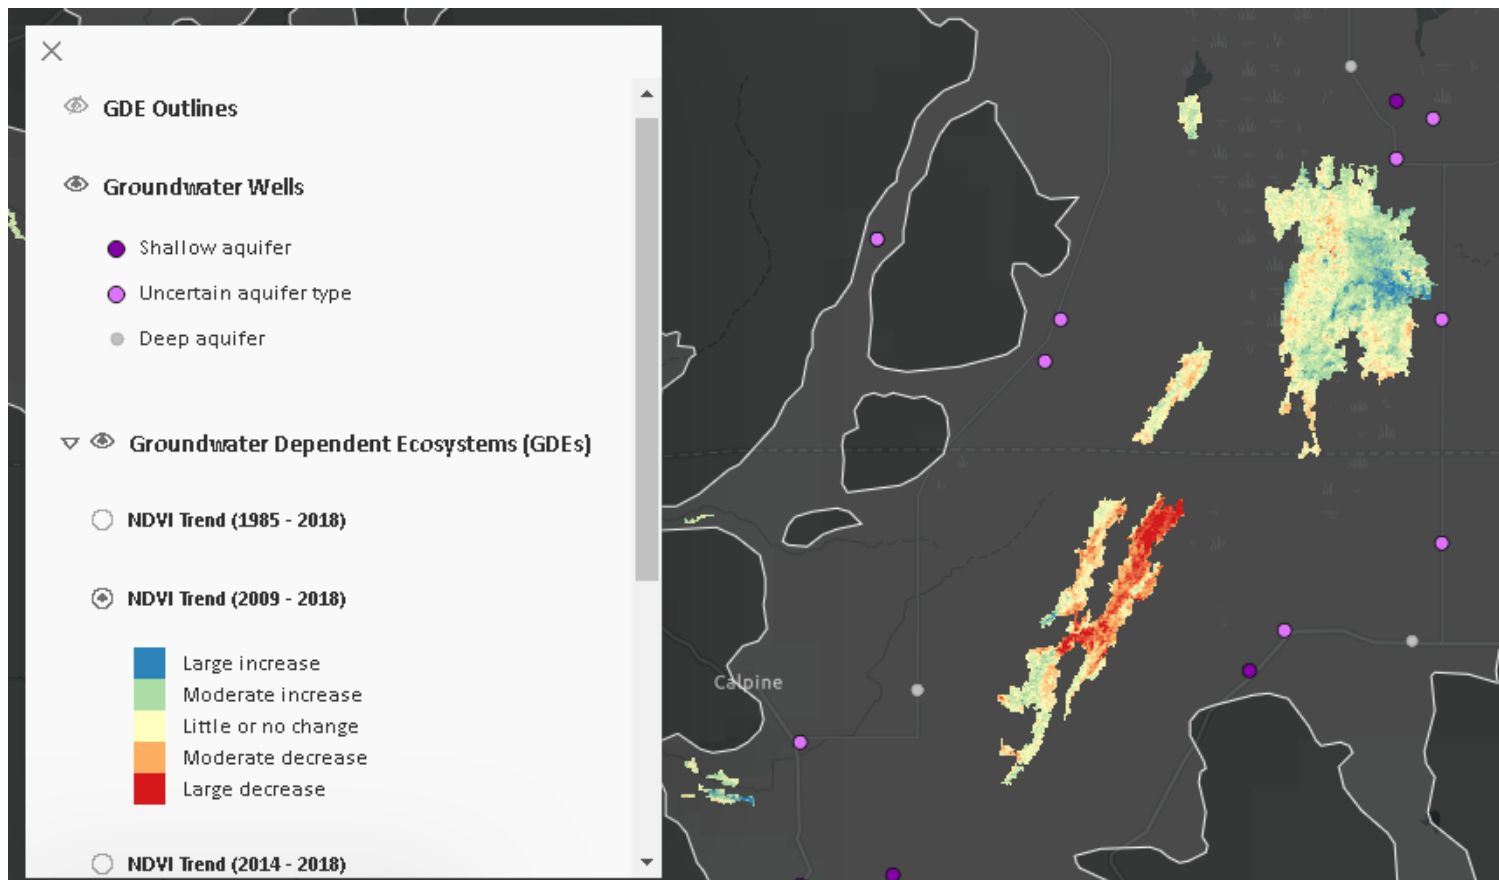 GDE Outlines
Groundwater Wells
Shallow aquifer
Uncertain aquifer type
Deep aquifer
Groundwater Dependent Ecosystems (GDEs)
NDVI Trend (1985 - 2018)
NDVI Trend (2009 - 2018)
Large increase
Moderate increase
Little or no change
Moderate decrease
Large decrease
NDVI Trend (2014 - 2018)
Calpine